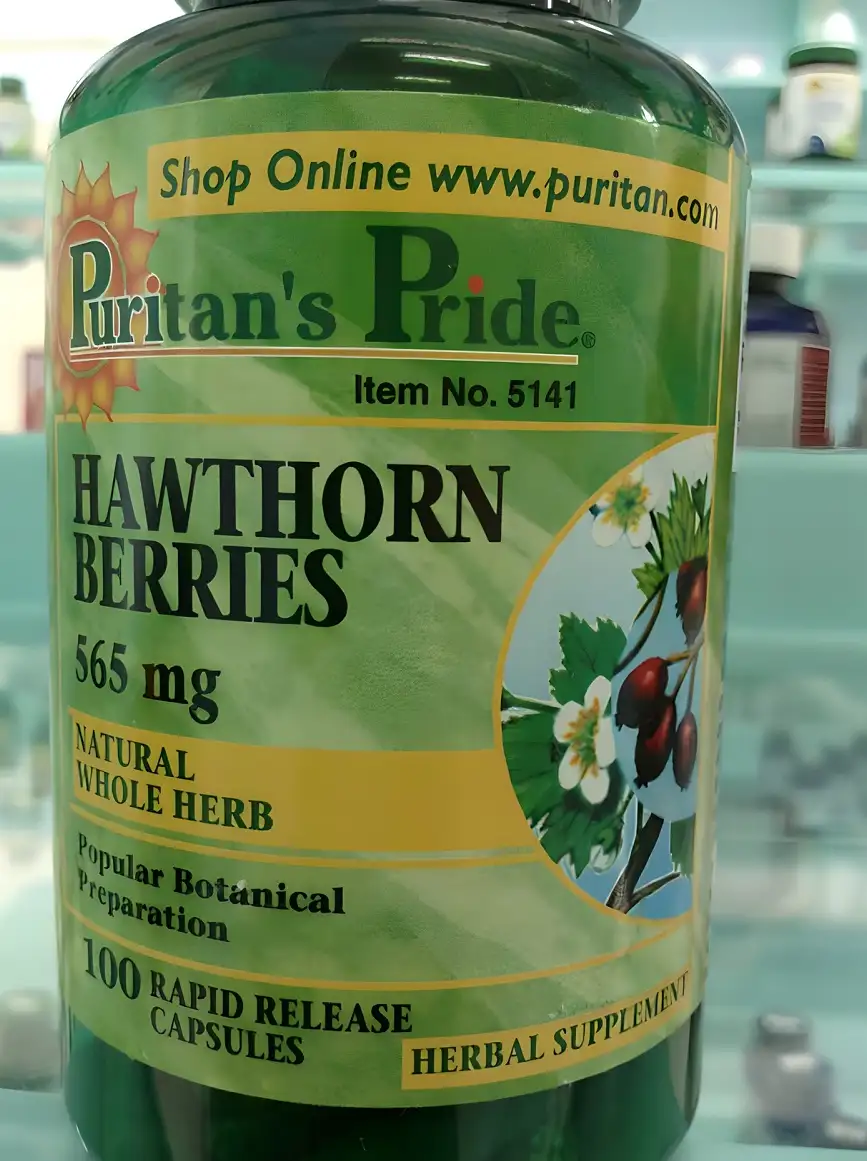 Shop Online www.puritan.com
Puritan's Pride®
Item No. 5141
HAWTHORN
BERRIES
565 mg
NATURAL
WHOLE HERB
Popular Botanical
Preparation
100 RAPID RELEASE
CAPSULES
HERBAL SUPPLEMENT